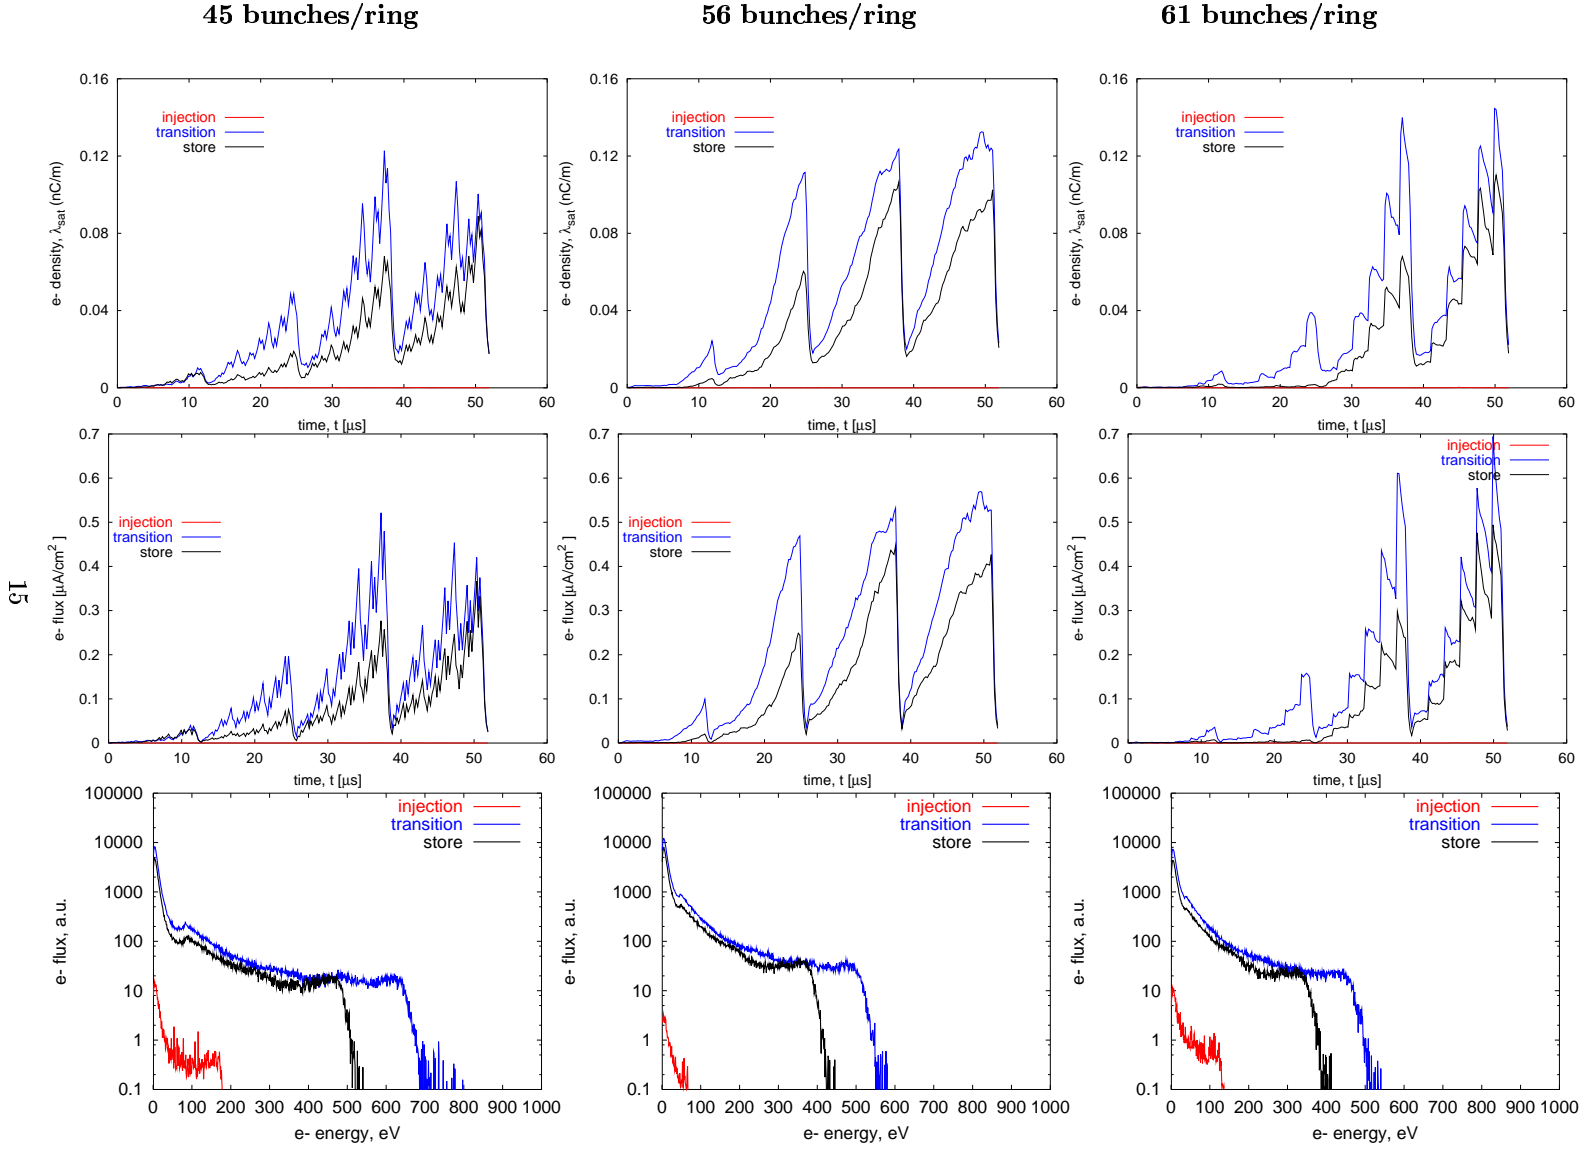 45 bunches/ring
56 bunches/ring
61 bunches/ring
0.16
0.12
0.08
0.04
0
0 10 20 30 40 50 60
e- density, λsat (nC/m)
time, t [μs]
injection
transition
store
0.16
0.12
0.08
0.04
0
0 10 20 30 40 50 60
e- density, λsat (nC/m)
time, t [μs]
injection
transition
store
0.16
0.12
0.08
0.04
0
0 10 20 30 40 50 60
e- density, λsat (nC/m)
time, t [μs]
injection
transition
store
0.7
0.6
0.5
0.4
0.3
0.2
0.1
0
0 10 20 30 40 50 60
e- flux [μA/cm2 ]
time, t [μs]
injection
transition
store
0.7
0.6
0.5
0.4
0.3
0.2
0.1
0
0 10 20 30 40 50 60
e- flux [μA/cm2 ]
time, t [μs]
injection
transition
store
0.7
0.6
0.5
0.4
0.3
0.2
0.1
0
0 10 20 30 40 50 60
e- flux [μA/cm2 ]
time, t [μs]
injection
transition
store
15
100000
10000
1000
100
10
1
0.1
0 100 200 300 400 500 600 700 800 900 1000
e- flux, a.u.
e- energy, eV
injection
transition
store
100000
10000
1000
100
10
1
0.1
0 100 200 300 400 500 600 700 800 900 1000
e- flux, a.u.
e- energy, eV
injection
transition
store
100000
10000
1000
100
10
1
0.1
0 100 200 300 400 500 600 700 800 900 1000
e- flux, a.u.
e- energy, eV
injection
transition
store